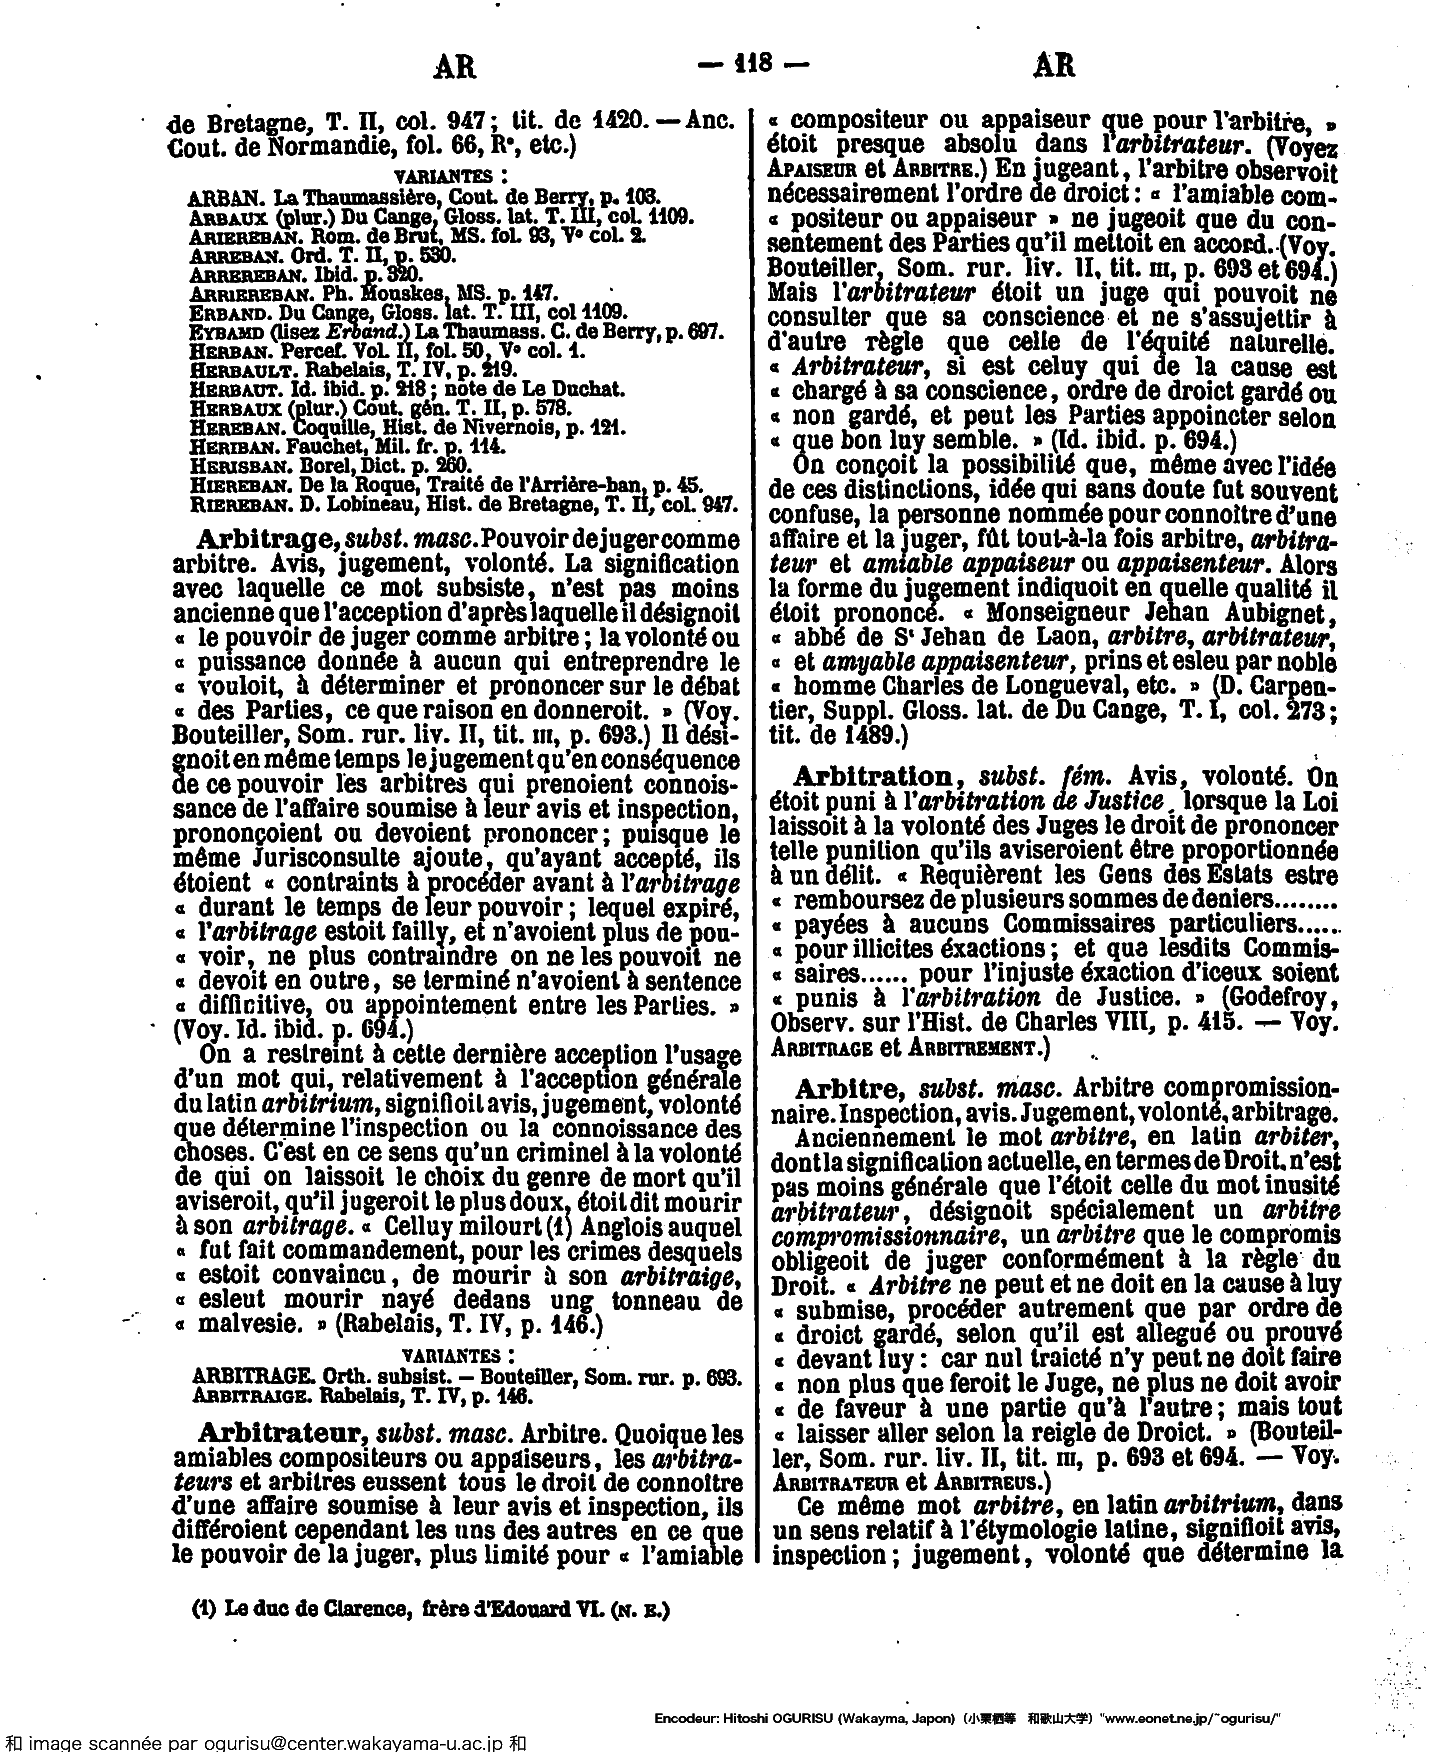 AR — 118 — AR
de Bretagne, T. II, col. 947 ; tit. de 1420. — Anc.
Cout. de Normandie, fol. 66, R°, etc.)
VARIANTES :
ARBAN. La Thaumassière, Cout. de Berry, p. 103.
ARBAUX (plur.) Du Cange, Gloss. lat. T. III, col. 1109.
ARIEREBAN. Rom. de Brut, MS. fol. 93, V° col. 2.
ARREBAN. Ord. T. II, p. 530.
ARREREBAN. Ibid. p. 320.
ARRIEREBAN. Ph. Mouskes, MS. p. 147.
ERBAND. Du Cange, Gloss. lat. T. III, col 1109.
EYBAMD (lisez Erband.) La Thaumass. C. de Berry, p. 697.
HERBAN. Percef. Vol. II, fol. 50, V° col. 1.
HERBAULT. Rabelais, T. IV, p. 219.
HERBAUT. Id. ibid. p. 218 ; note de Le Duchat.
HERBAUX (plur.) Cout. gén. T. II, p. 578.
HEREBAN. Coquille, Hist. de Nivernois, p. 121.
HERIBAN. Fauchet, Mil. fr. p. 114.
HERISBAN. Borel, Dict. p. 260.
HIEREBAN. De la Roque, Traité de l'Arrière-ban, p. 45.
RIEREBAN. D. Lobineau, Hist. de Bretagne, T. II, col. 947.
Arbitrage, subst. masc. Pouvoir de juger comme
arbitre. Avis, jugement, volonté. La signification
avec laquelle ce mot subsiste, n'est pas moins
ancienne que l'acception d'après laquelle il désignoit
« le pouvoir de juger comme arbitre ; la volonté ou
« puissance donnée à aucun qui entreprendre le
« vouloit, à déterminer et prononcer sur le débat
« des Parties, ce que raison en donneroit. » (Voy.
Bouteiller, Som. rur. liv. II, tit. III, p. 693.) Il dési-
gnoit en même temps le jugement qu'en conséquence
de ce pouvoir les arbitres qui prenoient connois-
sance de l'affaire soumise à leur avis et inspection,
prononçoient ou devoient prononcer ; puisque le
même Jurisconsulte ajoute, qu'ayant accepté, ils
étoient « contraints à procéder avant à l'arbitrage
« durant le temps de leur pouvoir ; lequel expiré,
« l'arbitrage estoit failly, et n'avoient plus de pou-
« voir, ne plus contraindre on ne les pouvoit ne
« devoit en outre, se terminé n'avoient à sentence
« difficitive, ou appointement entre les Parties. »
(Voy. Id. ibid. p. 694.)
On a restreint à cette dernière acception l'usage
d'un mot qui, relativement à l'acception générale
du latin arbitrium, signifioit avis, jugement, volonté
que détermine l'inspection ou la connoissance des
choses. C'est en ce sens qu'un criminel à la volonté
de qui on laissoit le choix du genre de mort qu'il
aviseroit, qu'il jugeroit le plus doux, étoit dit mourir
à son arbitrage. « Celluy milourt (1) Anglois auquel
« fut fait commandement, pour les crimes desquels
« estoit convaincu, de mourir à son arbitraige,
« esleut mourir nayé dedans ung tonneau de
« malvesie. » (Rabelais, T. IV, p. 146.)
VARIANTES :
ARBITRAGE. Orth. subsist. — Bouteiller, Som. rur. p. 693.
ARBITRAIGE. Rabelais, T. IV, p. 146.
Arbitrateur, subst. masc. Arbitre. Quoique les
amiables compositeurs ou appaiseurs, les arbitra-
teurs et arbitres eussent tous le droit de connoître
d'une affaire soumise à leur avis et inspection, ils
différoient cependant les uns des autres en ce que
le pouvoir de la juger, plus limité pour « l'amiable
« compositeur ou appaiseur que pour l'arbitre, »
étoit presque absolu dans l'arbitrateur. (Voyez
APAISEUR et ARBITRE.) En jugeant, l'arbitre observoit
nécessairement l'ordre de droict : « l'amiable com-
« positeur ou appaiseur » ne jugeoit que du con-
sentement des Parties qu'il mettoit en accord. (Voy.
Bouteiller, Som. rur. liv. II, tit. III, p. 693 et 694.)
Mais l'arbitrateur étoit un juge qui pouvoit ne
consulter que sa conscience et ne s'assujettir à
d'autre règle que celle de l'équité naturelle.
« Arbitrateur, si est celuy qui de la cause est
« chargé à sa conscience, ordre de droict gardé ou
« non gardé, et peut les Parties appoincter selon
« que bon luy semble. » (Id. ibid. p. 694.)
On conçoit la possibilité que, même avec l'idée
de ces distinctions, idée qui sans doute fut souvent
confuse, la personne nommée pour connoître d'une
affaire et la juger, fût tout-à-la fois arbitre, arbitra-
teur et amiable appaiseur ou appaisenteur. Alors
la forme du jugement indiquoit en quelle qualité il
étoit prononcé. « Monseigneur Jehan Aubignet,
« abbé de St Jehan de Laon, arbitre, arbitrateur,
« et amyable appaisenteur, prins et esleu par noble
« homme Charles de Longueval, etc. » (D. Carpen-
tier, Suppl. Gloss. lat. de Du Cange, T. I, col. 273 ;
tit. de 1489.)
Arbitration, subst. fém. Avis, volonté. On
étoit puni à l'arbitration de Justice, lorsque la Loi
laissoit à la volonté des Juges le droit de prononcer
telle punition qu'ils aviseroient être proportionnée
à un délit. « Requièrent les Gens des Estats estre
« remboursez de plusieurs sommes de deniers........
« payées à aucuns Commissaires particuliers......
« pour illicites éxactions ; et que lesdits Commis-
« saires...... pour l'injuste éxaction d'iceux soient
« punis à l'arbitration de Justice. » (Godefroy,
Observ. sur l'Hist. de Charles VIII, p. 415. — Voy.
ARBITRAGE et ARBITREMENT.)
Arbitre, subst. masc. Arbitre compromission-
naire. Inspection, avis. Jugement, volonté, arbitrage.
Anciennement le mot arbitre, en latin arbiter,
dont la signification actuelle, en termes de Droit, n'est
pas moins générale que l'étoit celle du mot inusité
arbitrateur, désignoit spécialement un arbitre
compromissionnaire, un arbitre que le compromis
obligeoit de juger conformément à la règle du
Droit. « Arbitre ne peut et ne doit en la cause à luy
« submise, procéder autrement que par ordre de
« droict gardé, selon qu'il est allegué ou prouvé
« devant luy : car nul traicté n'y peut ne doit faire
« non plus que feroit le Juge, ne plus ne doit avoir
« de faveur à une partie qu'à l'autre ; mais tout
« laisser aller selon la reigle de Droict. » (Bouteil-
ler, Som. rur. liv. II, tit. III, p. 693 et 694. — Voy.
ARBITRATEUR et ARBITREUS.)
Ce même mot arbitre, en latin arbitrium, dans
un sens relatif à l'étymologie latine, signifioit avis,
inspection ; jugement, volonté que détermine la
(1) Le duc de Clarence, frère d'Edouard VI. (N. E.)
Encodeur: Hitoshi OGURISU (Wakayma, Japon) (小栗栖等 和歌山大学) "www.eonet.ne.jp/~ogurisu/"
和 image scannée par ogurisu@center.wakayama-u.ac.jp 和